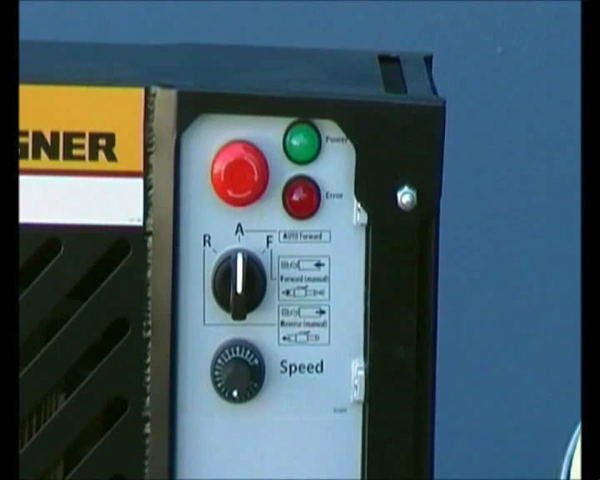 GNER
Power
Error
A
R
F
AUTO Forward
Forward (manual)
Reverse (manual)
Speed